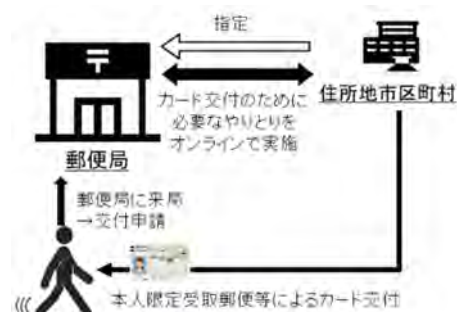 指定
カード交付のために
必要なやりとりを
オンラインで実施
住所地市区町村
郵便局
郵便局に来局
→交付申請
本人限定受取郵便等によるカード交付